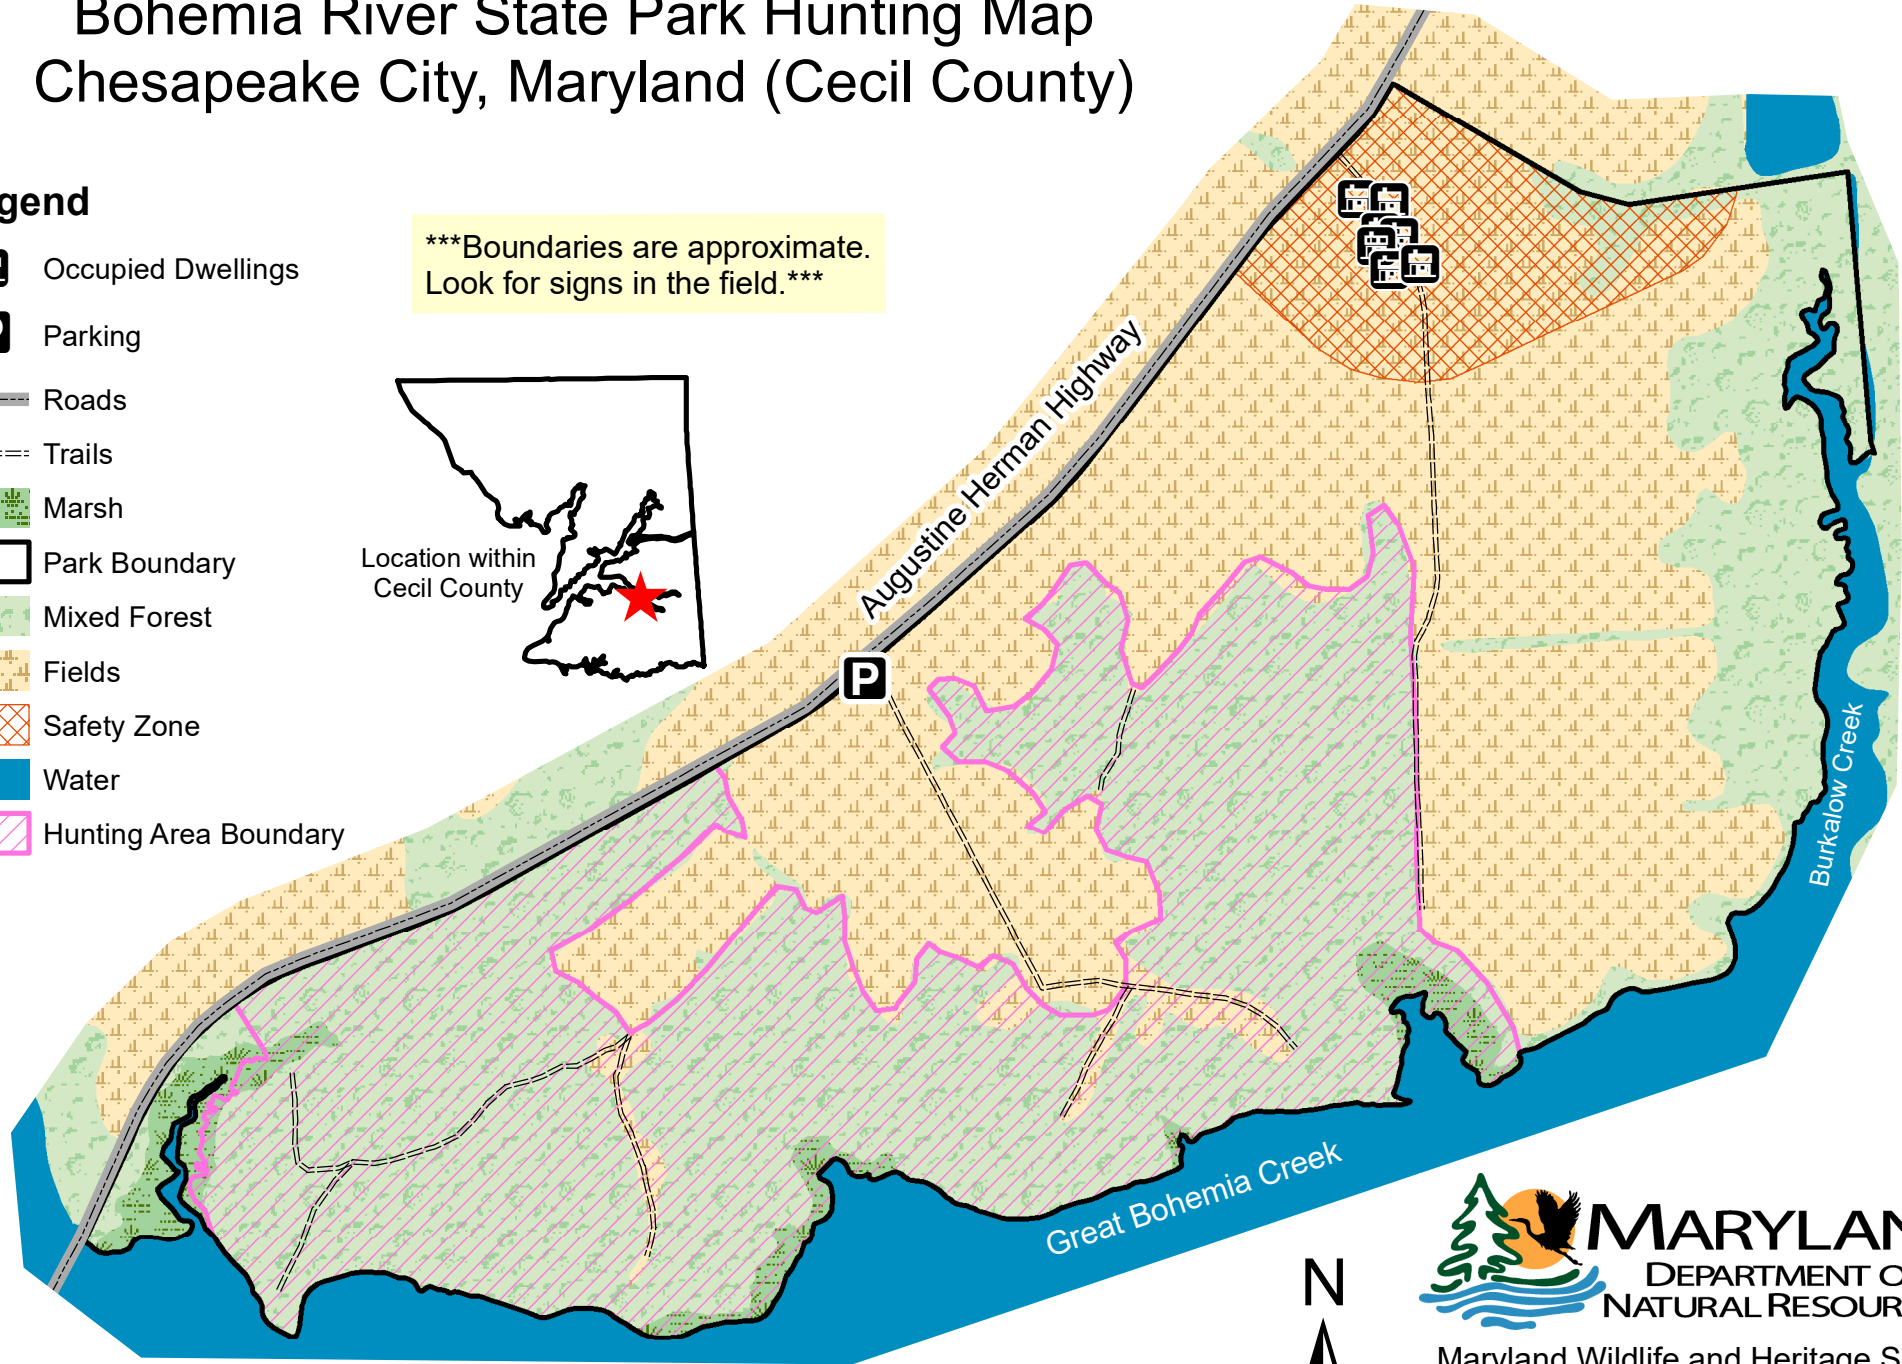 Bohemia River State Park Hunting Map
Chesapeake City, Maryland (Cecil County)
gend
Occupied Dwellings
Parking
Roads
Trails
Marsh
Park Boundary
Mixed Forest
Fields
Safety Zone
Water
Hunting Area Boundary
***Boundaries are approximate.
Look for signs in the field.***
Location within
Cecil County
Augustine Herman Highway
P
Burkalow Creek
Great Bohemia Creek
N
MARYLAN
DEPARTMENT O
NATURAL RESOUR
Maryland Wildlife and Heritage S